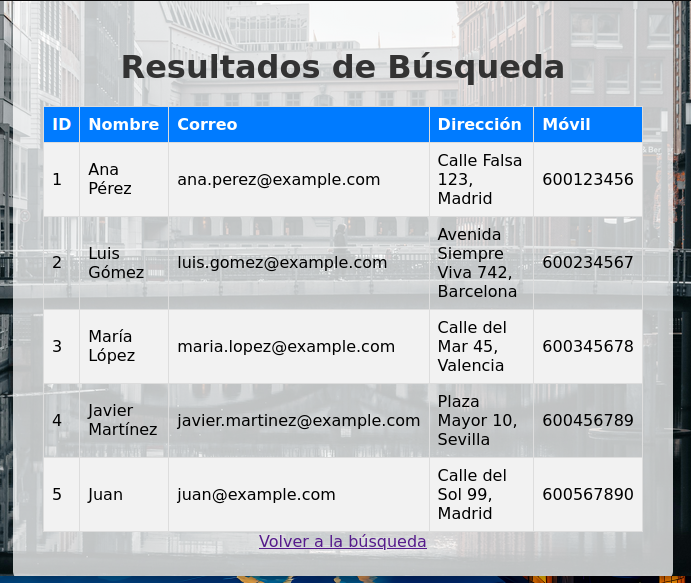 Resultados de Búsqueda
ID Nombre Correo Dirección Móvil
1 Ana Pérez ana.perez@example.com Calle Falsa 123, Madrid 600123456
2 Luis Gómez luis.gomez@example.com Avenida Siempre Viva 742, Barcelona 600234567
3 María López maria.lopez@example.com Calle del Mar 45, Valencia 600345678
4 Javier Martínez javier.martinez@example.com Plaza Mayor 10, Sevilla 600456789
5 Juan juan@example.com Calle del Sol 99, Madrid 600567890
Volver a la búsqueda